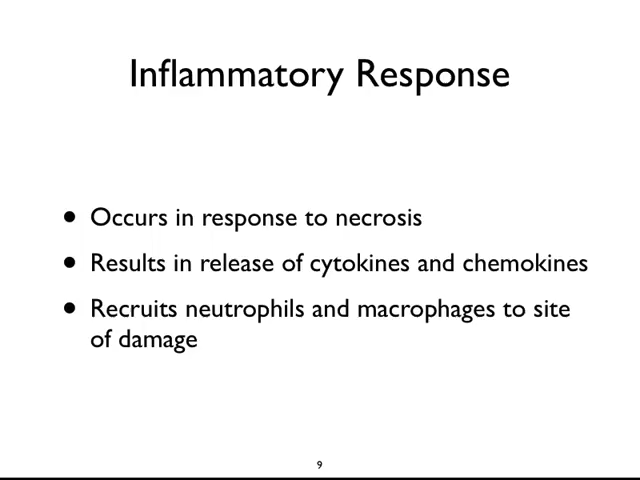 Inflammatory Response
• Occurs in response to necrosis
• Results in release of cytokines and chemokines
• Recruits neutrophils and macrophages to site
of damage
9